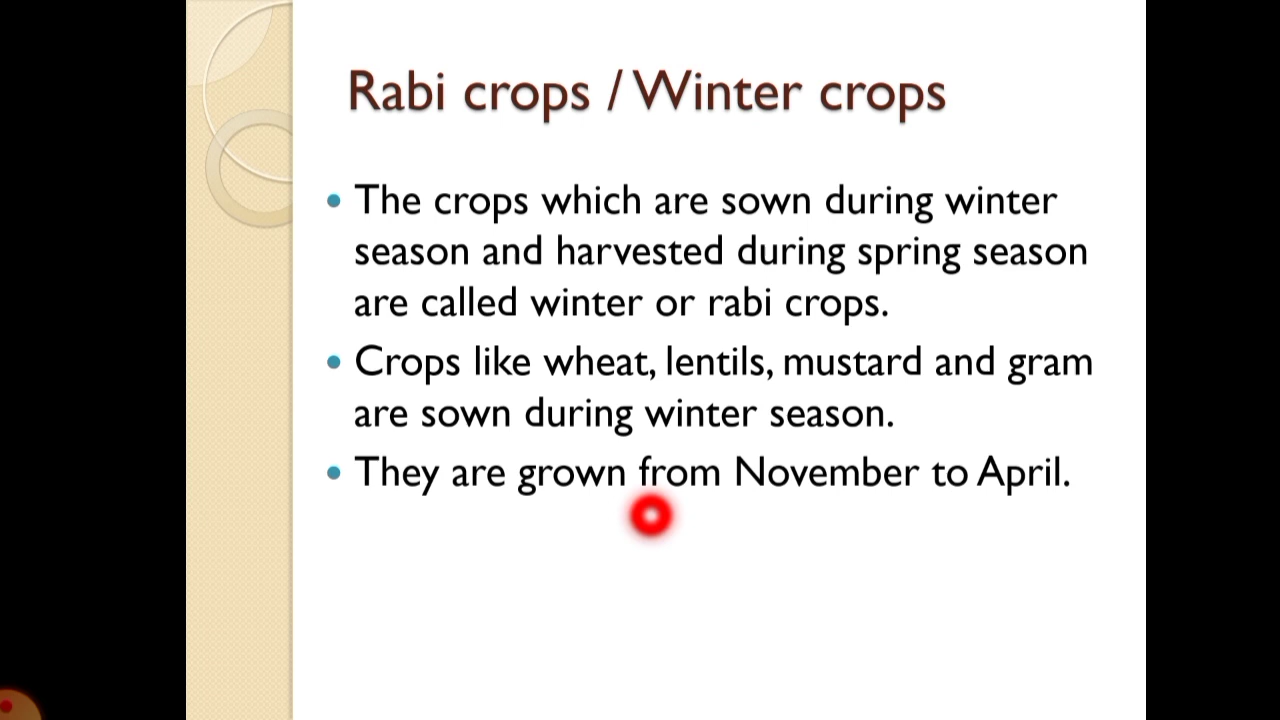 Rabi crops / Winter crops
• The crops which are sown during winter
season and harvested during spring season
are called winter or rabi crops.
• Crops like wheat, lentils, mustard and gram
are sown during winter season.
• They are grown from November to April.